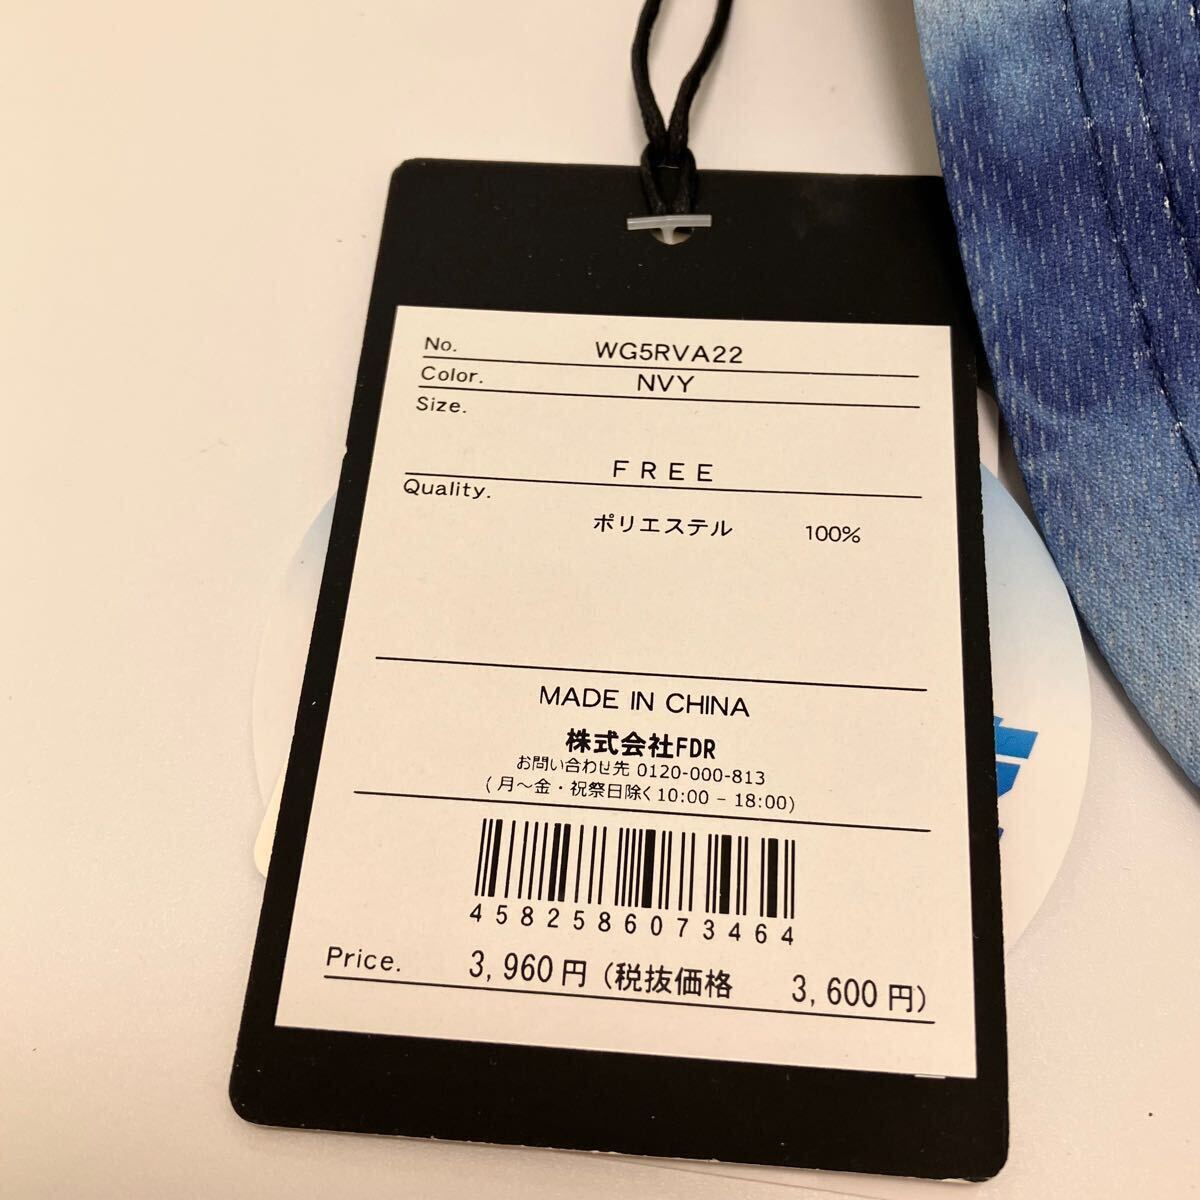 No. WG5RVA22
Color. NVY
Size.
FREE
Quality.
ポリエステル 100%
MADE IN CHINA
株式会社FDR
お問い合わせ先 0120-000-813
(月～金・祝祭日除く10:00 - 18:00)
4582586073464
Price. 3,960円(税抜価格 3,600円)